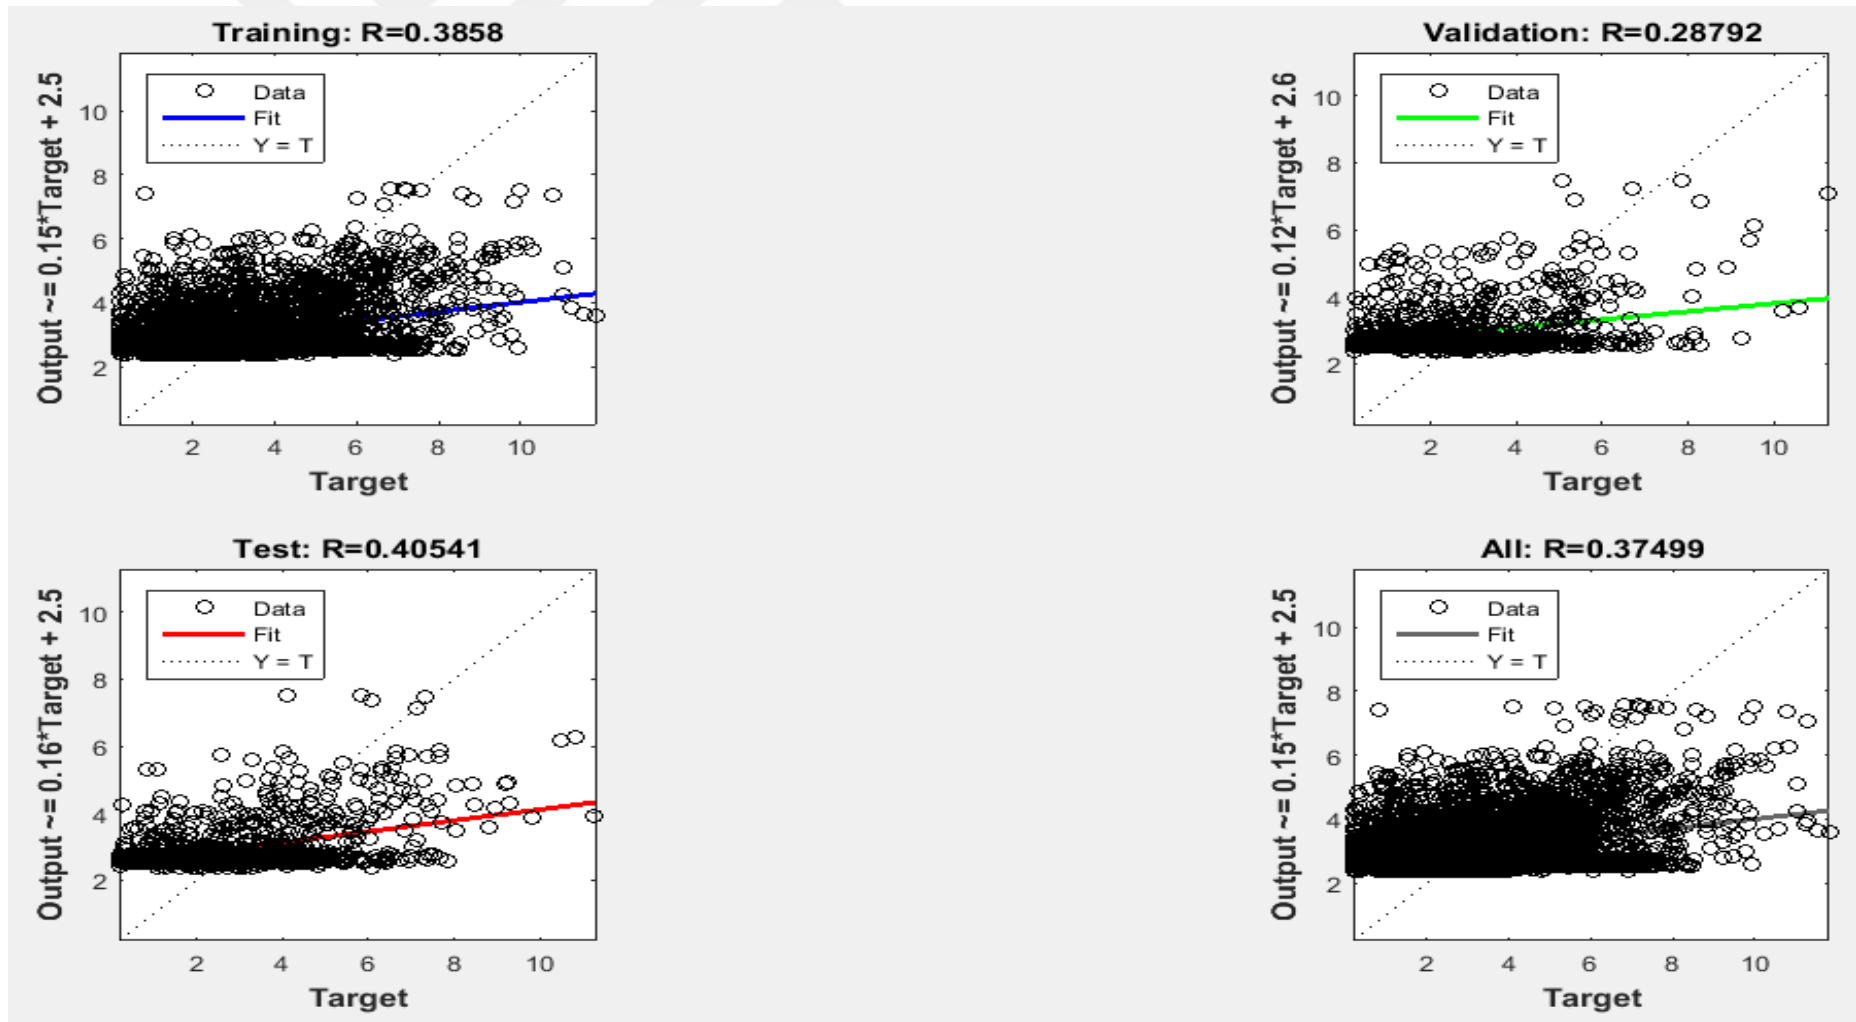 Training: R=0.3858
Output ~= 0.15*Target + 2.5
Data
Fit
Y = T
10
8
6
4
2
2 4 6 8 10
Target
Validation: R=0.28792
Output ~= 0.12*Target + 2.6
Data
Fit
Y = T
10
8
6
4
2
2 4 6 8 10
Target
Test: R=0.40541
Output ~= 0.16*Target + 2.5
Data
Fit
Y = T
10
8
6
4
2
2 4 6 8 10
Target
All: R=0.37499
Output ~= 0.15*Target + 2.5
Data
Fit
Y = T
10
8
6
4
2
2 4 6 8 10
Target